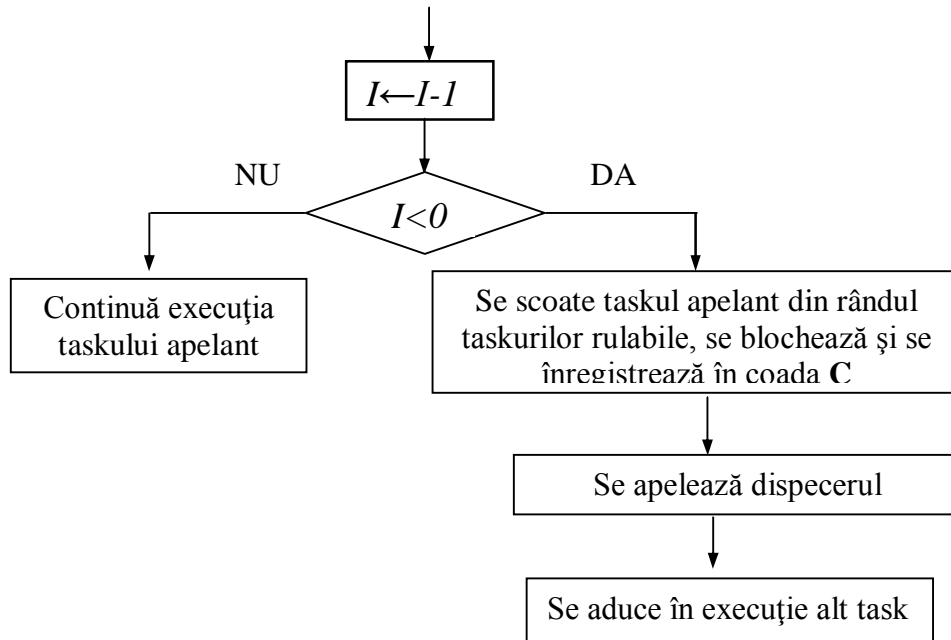 I←I-1
NU
DA
I<0
Continuă execuţia
taskului apelant
Se scoate taskul apelant din rândul
taskurilor rulabile, se blochează şi se
înregistrează în coada C
Se apelează dispecerul
Se aduce în execuţie alt task